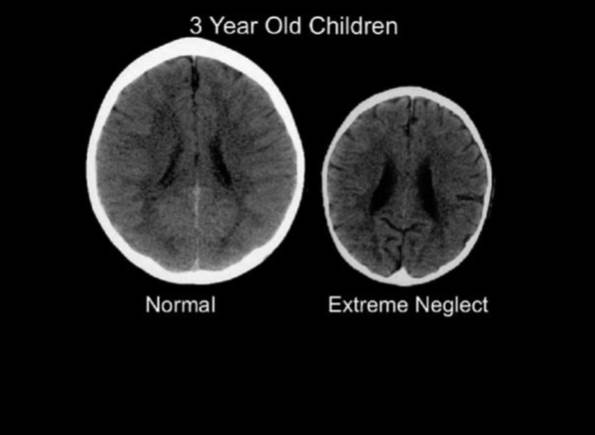 3 Year Old Children
Normal
Extreme Neglect